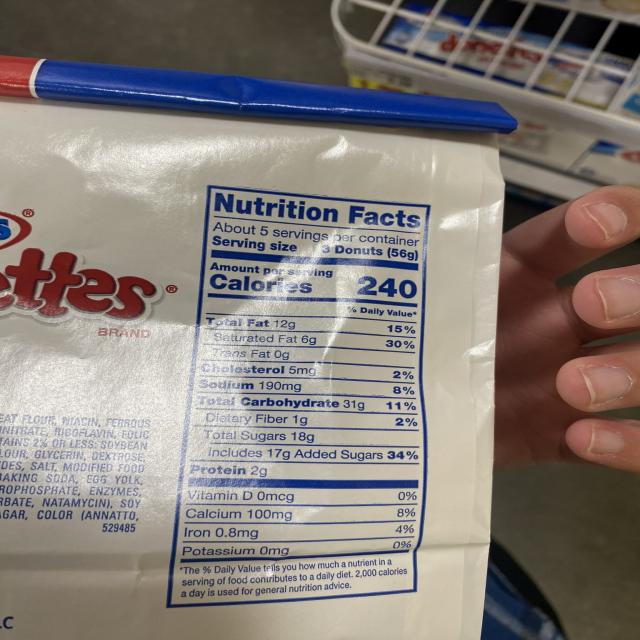 ettes®
BRAND
EAT FLOUR, NIACIN, FERROUS
NITRATE, RIBOFLAVIN, FOLIC
TAINS 2% OR LESS: SOYBEAN
LOUR, GLYCERIN, DEXTROSE,
DES, SALT, MODIFIED FOOD
BAKING SODA, EGG YOLK,
ROPHOSPHATE, ENZYMES,
RBATE, NATAMYCIN), SOY
GAR, COLOR (ANNATTO,
529485
LC
Nutrition Facts
About 5 servings per container
Serving size 3 Donuts (56g)
Amount per serving
Calories 240
% Daily Value*
Total Fat 12g 15%
Saturated Fat 6g 30%
Trans Fat 0g
Cholesterol 5mg 2%
Sodium 190mg 8%
Total Carbohydrate 31g 11%
Dietary Fiber 1g 2%
Total Sugars 18g
Includes 17g Added Sugars 34%
Protein 2g
Vitamin D 0mcg 0%
Calcium 100mg 8%
Iron 0.8mg 4%
Potassium 0mg 0%
*The % Daily Value tells you how much a nutrient in a
serving of food contributes to a daily diet. 2,000 calories
a day is used for general nutrition advice.